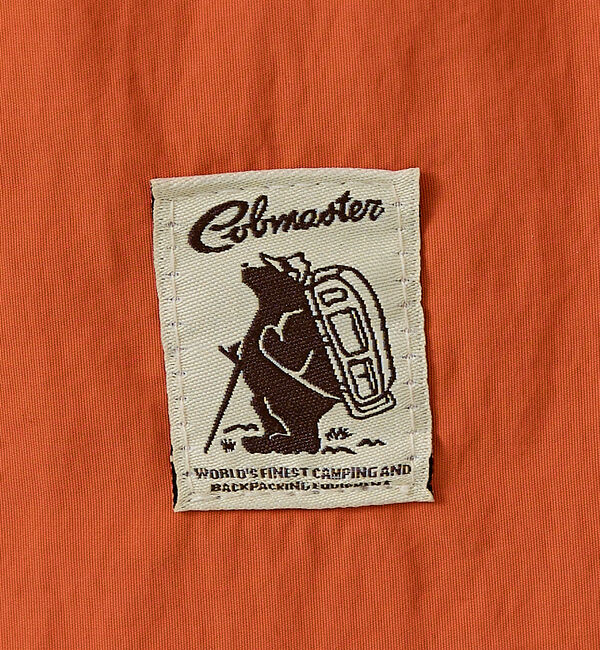 Cobmaster
WORLD'S FINEST CAMPING AND
BACKPACKING EQUIPMENT